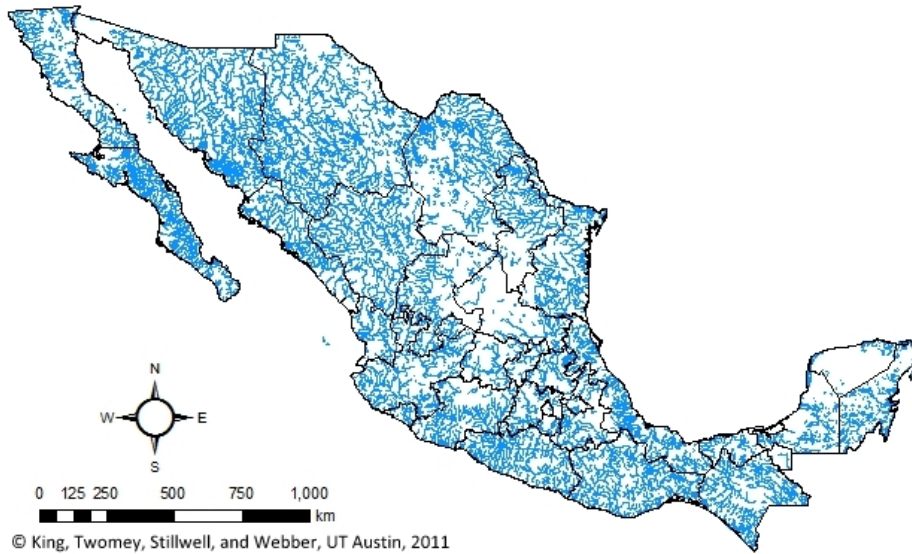 N
W E
S
0 125 250 500 750 1,000
km
© King, Twomey, Stillwell, and Webber, UT Austin, 2011